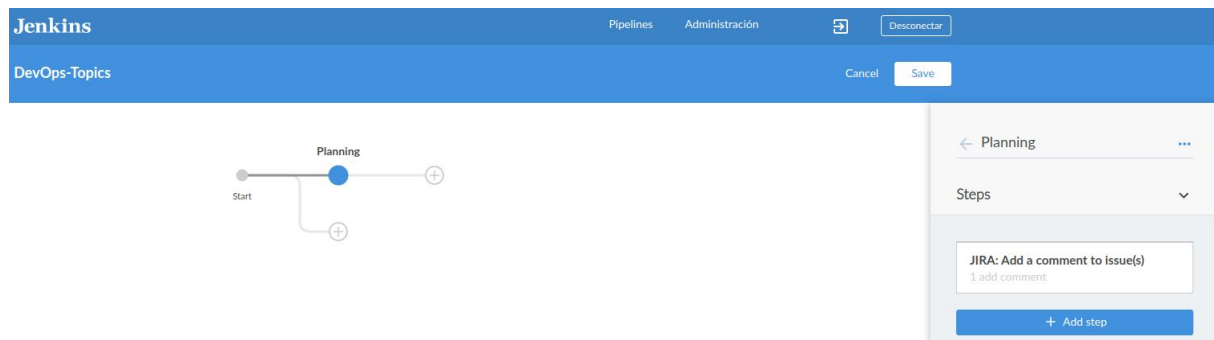 Jenkins Pipelines Administración Desconectar
DevOps-Topics Cancel Save
Planning
Start
Planning
Steps
JIRA: Add a comment to issue(s)
1 add comment
+ Add step